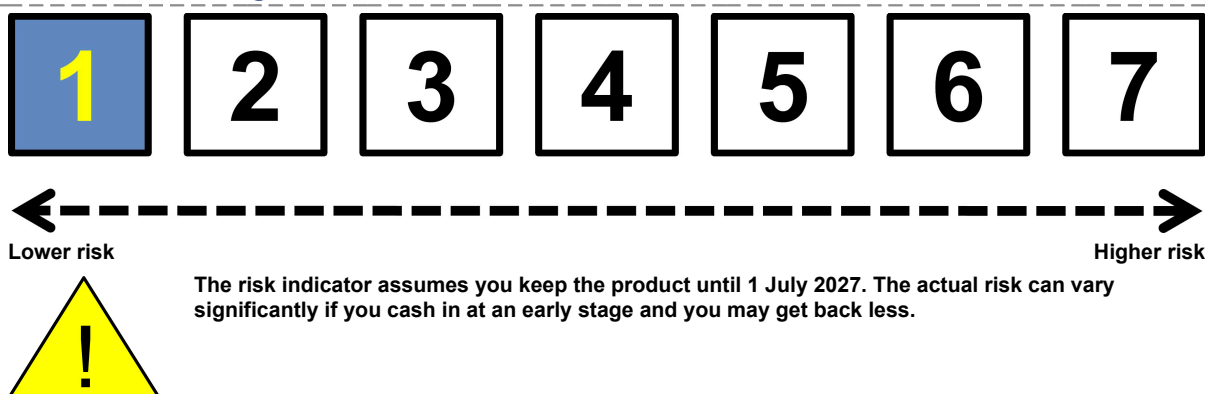 1 2 3 4 5 6 7
Lower risk Higher risk
The risk indicator assumes you keep the product until 1 July 2027. The actual risk can vary
significantly if you cash in at an early stage and you may get back less.
!